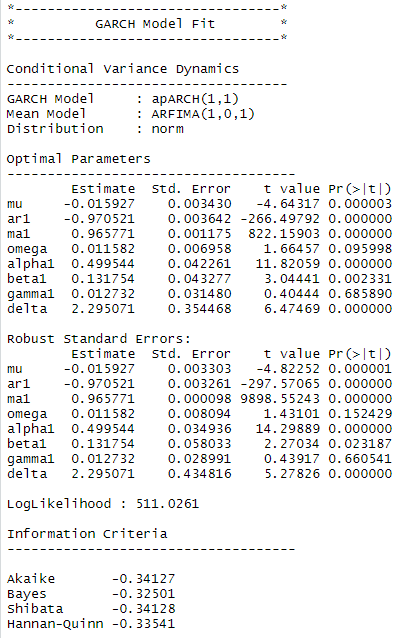 *---------------------------------*
*          GARCH Model Fit        *
*---------------------------------*

Conditional Variance Dynamics
-----------------------------------
GARCH Model     : apARCH(1,1)
Mean Model      : ARFIMA(1,0,1)
Distribution    : norm

Optimal Parameters
------------------------------------
        Estimate  Std. Error    t value Pr(>|t|)
mu     -0.015927    0.003430   -4.64317 0.000003
ar1    -0.970521    0.003642 -266.49792 0.000000
ma1     0.965771    0.001175  822.15903 0.000000
omega   0.011582    0.006958    1.66457 0.095998
alpha1  0.499544    0.042261   11.82059 0.000000
beta1   0.131754    0.043277    3.04441 0.002331
gamma1  0.012732    0.031480    0.40444 0.685890
delta   2.295071    0.354468    6.47469 0.000000

Robust Standard Errors:
        Estimate  Std. Error    t value Pr(>|t|)
mu     -0.015927    0.003303   -4.82252 0.000001
ar1    -0.970521    0.003261 -297.57065 0.000000
ma1     0.965771    0.000098 9898.55243 0.000000
omega   0.011582    0.008094    1.43101 0.152429
alpha1  0.499544    0.034936   14.29889 0.000000
beta1   0.131754    0.058033    2.27034 0.023187
gamma1  0.012732    0.028991    0.43917 0.660541
delta   2.295071    0.434816    5.27826 0.000000

LogLikelihood : 511.0261

Information Criteria
------------------------------------

Akaike       -0.34127
Bayes        -0.32501
Shibata      -0.34128
Hannan-Quinn -0.33541